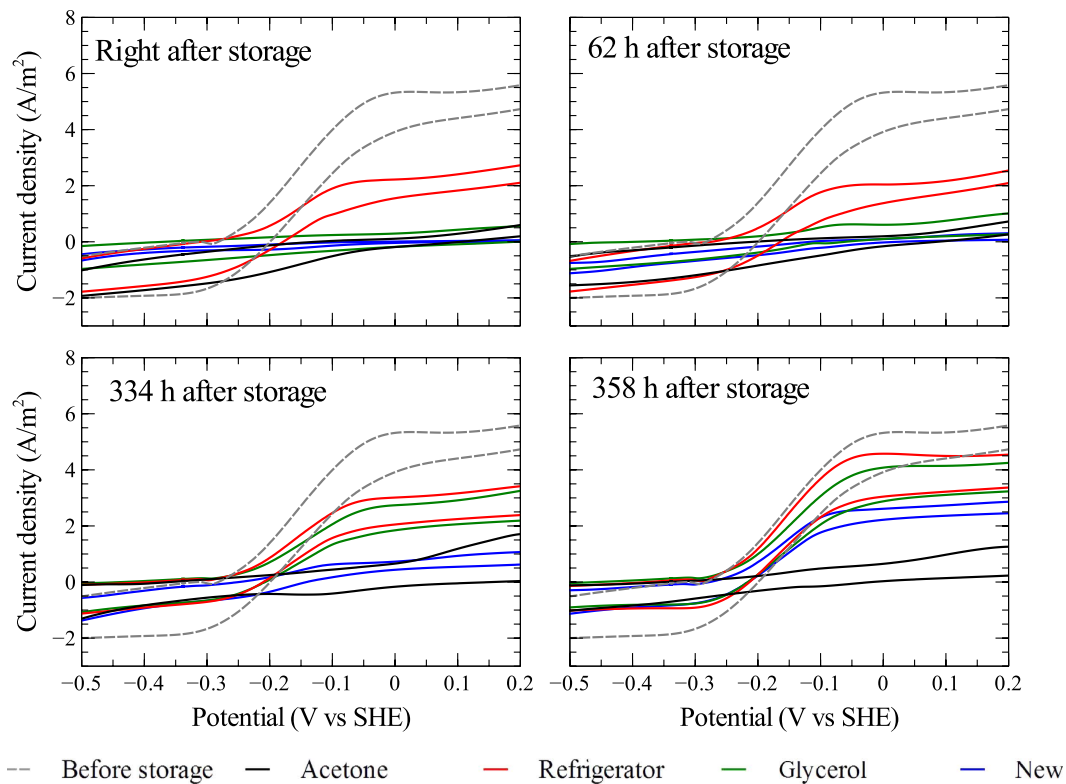 8
6
4
2
0
−2
Current density (A/m²)
Right after storage
62 h after storage
8
6
4
2
0
−2
Current density (A/m²)
334 h after storage
358 h after storage
−0.5 −0.4 −0.3 −0.2 −0.1 0 0.1 0.2
−0.5 −0.4 −0.3 −0.2 −0.1 0 0.1 0.2
Potential (V vs SHE)
Potential (V vs SHE)
Before storage Acetone Refrigerator Glycerol New